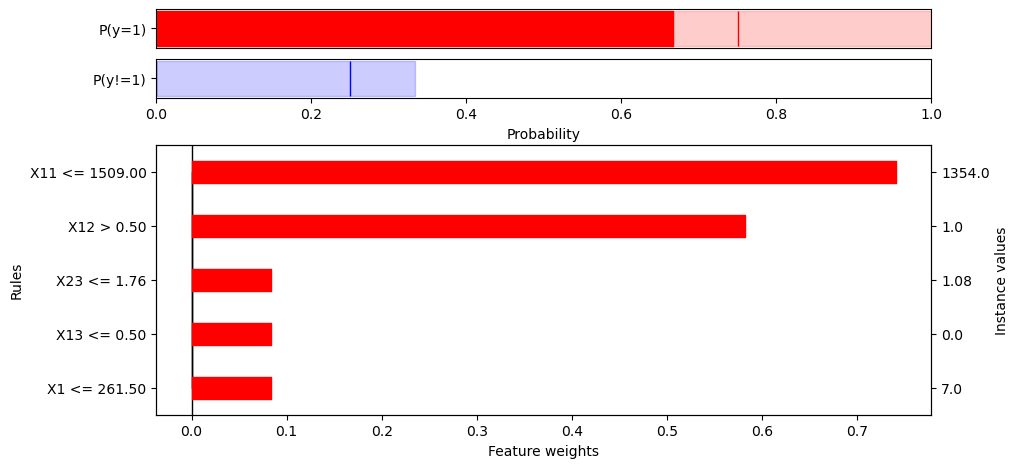 P(y=1)
P(y!=1)
0.0 0.2 0.4 0.6 0.8 1.0
Probability
X11 <= 1509.00 1354.0
X12 > 0.50 1.0
X23 <= 1.76 1.08
X13 <= 0.50 0.0
X1 <= 261.50 7.0
Rules
Instance values
0.0 0.1 0.2 0.3 0.4 0.5 0.6 0.7
Feature weights